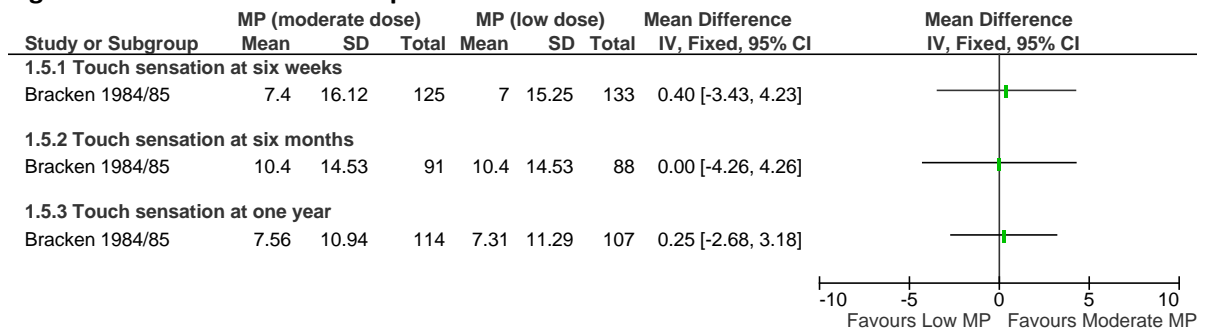 MP (moderate dose) MP (low dose) Mean Difference Mean Difference
Study or Subgroup Mean SD Total Mean SD Total IV, Fixed, 95% CI IV, Fixed, 95% CI
1.5.1 Touch sensation at six weeks
Bracken 1984/85 7.4 16.12 125 7 15.25 133 0.40 [-3.43, 4.23]
1.5.2 Touch sensation at six months
Bracken 1984/85 10.4 14.53 91 10.4 14.53 88 0.00 [-4.26, 4.26]
1.5.3 Touch sensation at one year
Bracken 1984/85 7.56 10.94 114 7.31 11.29 107 0.25 [-2.68, 3.18]
-10 -5 0 5 10
Favours Low MP Favours Moderate MP